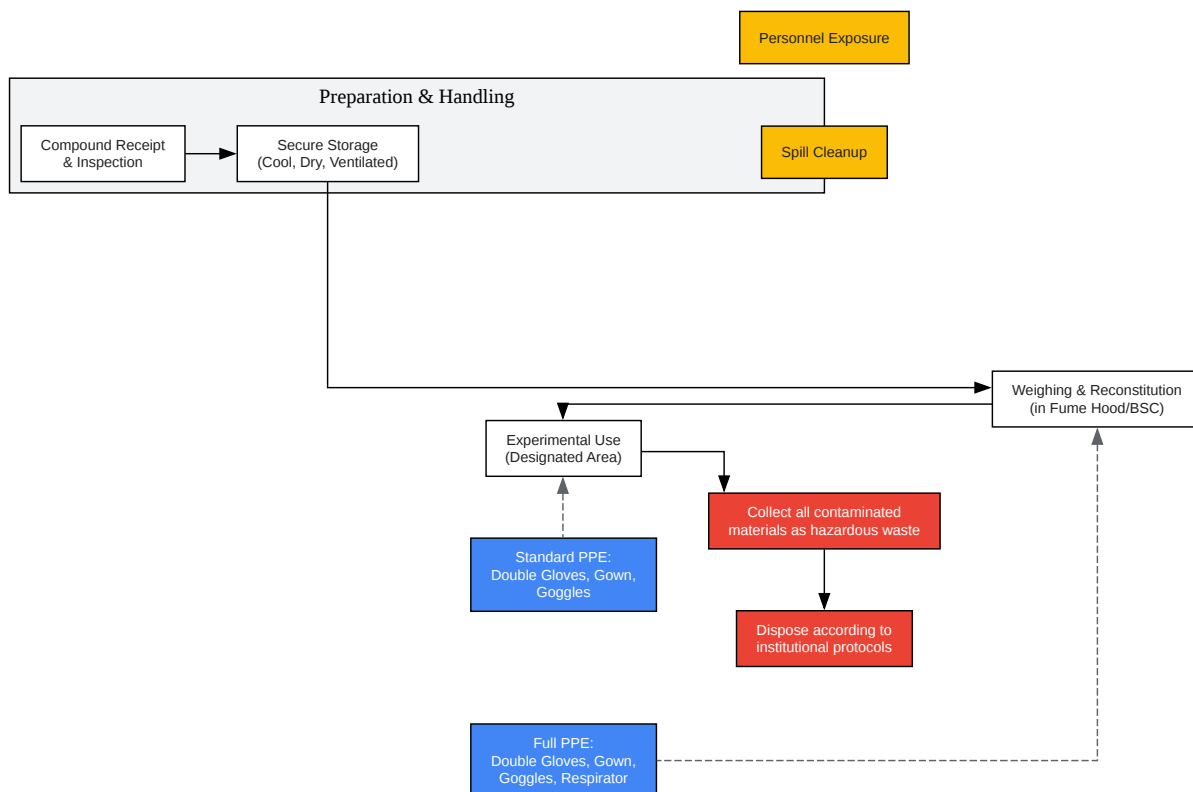 Personnel Exposure
Preparation & Handling
Compound Receipt
& Inspection
Secure Storage
(Cool, Dry, Ventilated)
Spill Cleanup
Weighing & Reconstitution
(in Fume Hood/BSC)
Experimental Use
(Designated Area)
Collect all contaminated
materials as hazardous waste
Standard PPE:
Double Gloves, Gown,
Goggles
Dispose according to
institutional protocols
Full PPE:
Double Gloves, Gown,
Goggles, Respirator